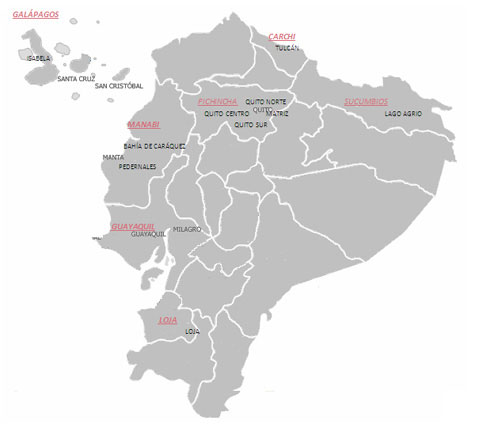 GALÁPAGOS
ISABELA
SANTA CRUZ
SAN CRISTÓBAL
CARCHI
TULCÁN
PICHINCHA
QUITO NORTE
QUITO
QUITO CENTRO
MATRIZ
QUITO SUR
SUCUMBIOS
LAGO AGRIO
MANABI
BAHÍA DE CARÁQUEZ
MANTA
PEDERNALES
GUAYAQUIL
GUAYAQUIL
MILAGRO
LOJA
LOJA